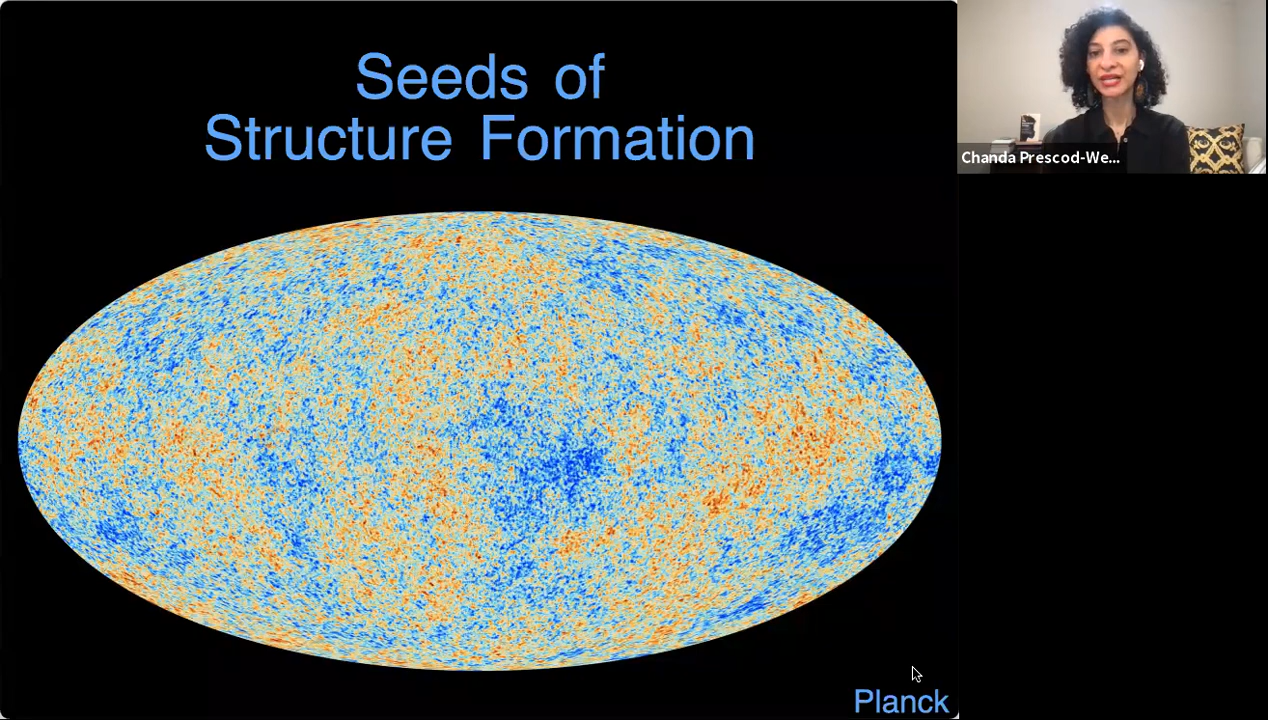 Seeds of
Structure Formation
Chanda Prescod-We...
Planck